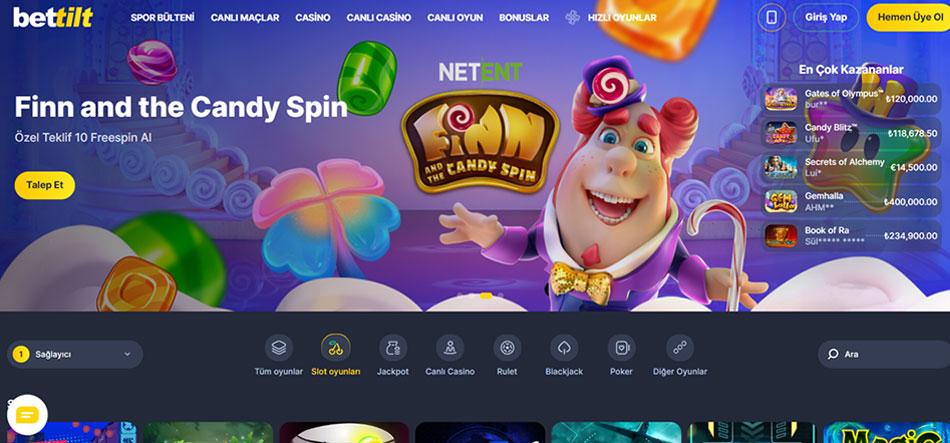 bettilt
SPOR BÜLTENİ CANLI MAÇLAR CASİNO CANLI CASİNO CANLI OYUN BONUSLAR HIZLI OYUNLAR
Giriş Yap
Hemen Üye Ol
NETENT
FINN
AND THE CANDY SPIN
Finn and the Candy Spin
Özel Teklif 10 Freespin Al
Talep Et
En Çok Kazananlar
Gates of Olympus™
bur**
₺120,000.00
Candy Blitz™
Ufu*
₺118,678.50
Secrets of Alchemy
Lui*
€14,500.00
Gemhalla
AHM**
₺400,000.00
Book of Ra
Sül***** *****
₺234,900.00
1 Sağlayıcı
Tüm oyunlar
Slot oyunları
Jackpot
Canlı Casino
Rulet
Blackjack
Poker
Diğer Oyunlar
Ara